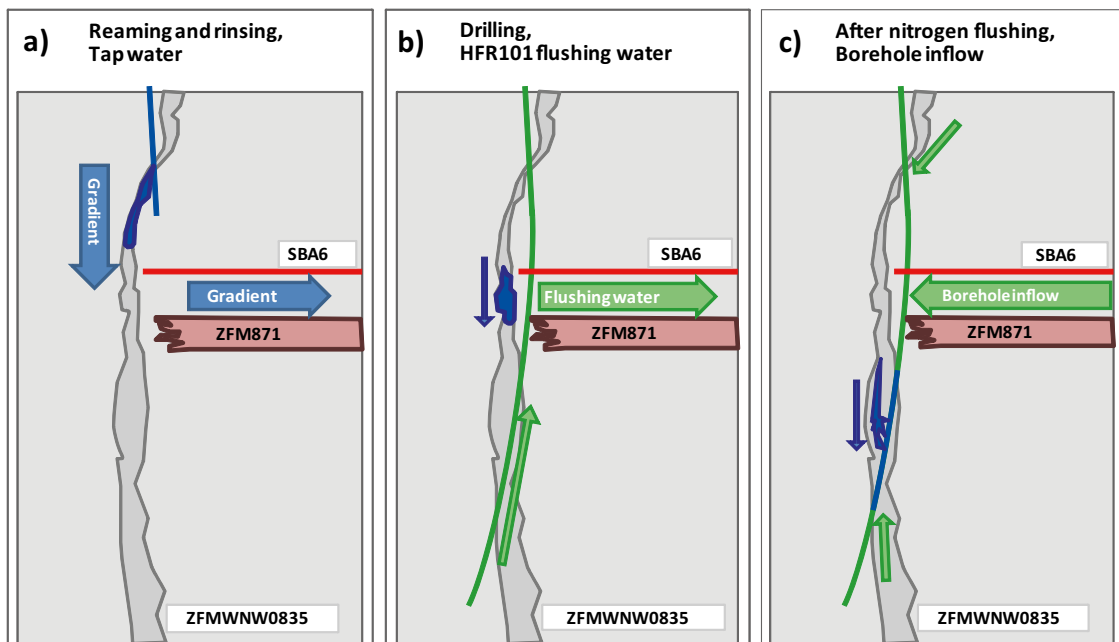 a)
Reaming and rinsing,
Tap water
Gradient
SBA6
Gradient
ZFM871
ZFMWNW0835
b)
Drilling,
HFR101 flushing water
SBA6
Flushing water
ZFM871
ZFMWNW0835
c)
After nitrogen flushing,
Borehole inflow
SBA6
Borehole inflow
ZFM871
ZFMWNW0835